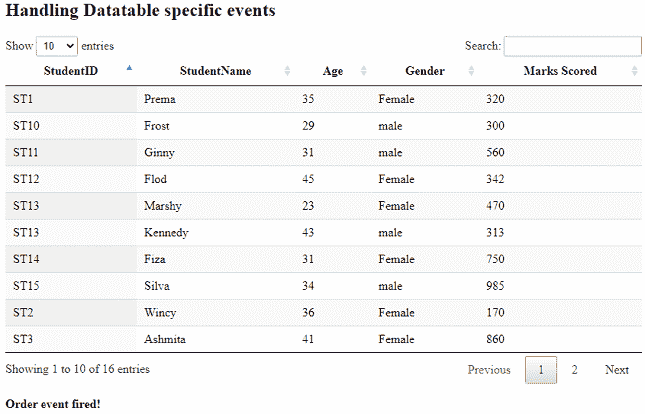 Handling Datatable specific events
Show 10 entries Search:
StudentID StudentName Age Gender Marks Scored
ST1 Prema 35 Female 320
ST10 Frost 29 male 300
ST11 Ginny 31 male 560
ST12 Flod 45 Female 342
ST13 Marshy 23 Female 470
ST13 Kennedy 43 male 313
ST14 Fiza 31 Female 750
ST15 Silva 34 male 985
ST2 Wincy 36 Female 170
ST3 Ashmita 41 Female 860
Showing 1 to 10 of 16 entries Previous 1 2 Next
Order event fired!